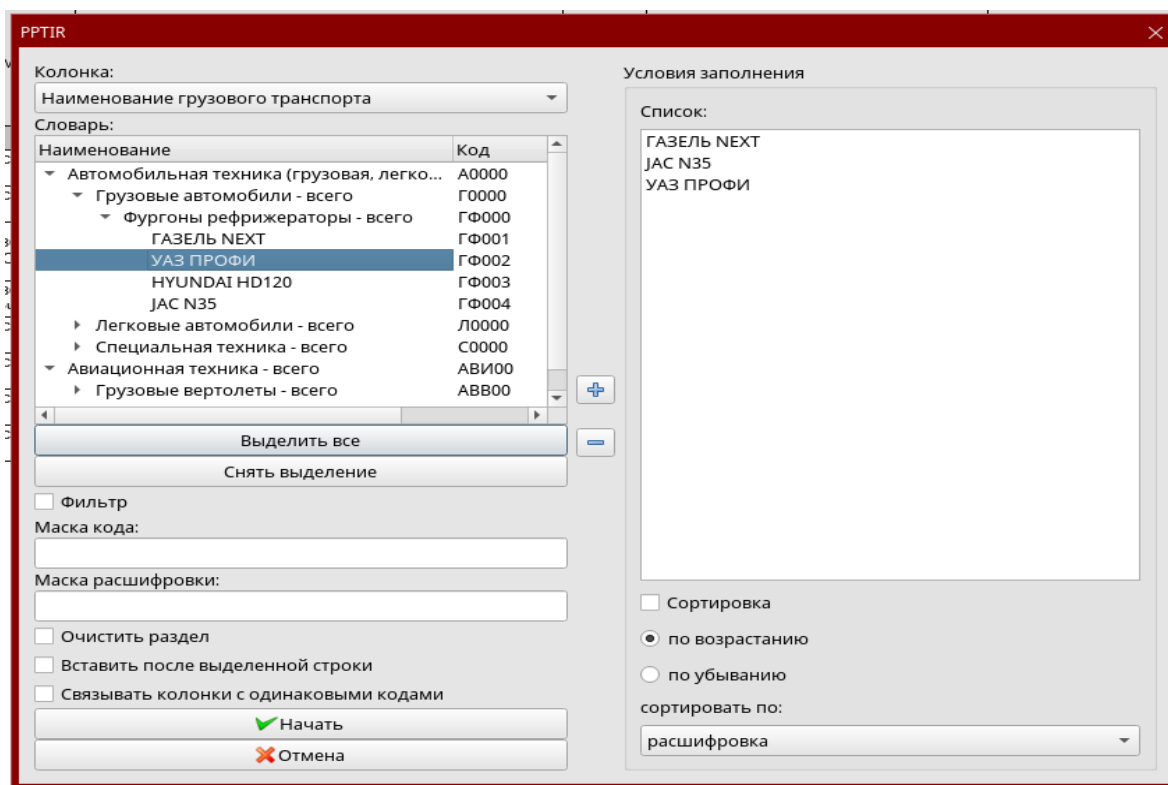 PPTIR
Колонка:
Наименование грузового транспорта
Словарь:
Наименование Код
Автомобильная техника (грузовая, легко... А0000
Грузовые автомобили - всего Г0000
Фургоны рефрижераторы - всего ГФ000
ГАЗЕЛЬ NEXT ГФ001
УАЗ ПРОФИ ГФ002
HYUNDAI HD120 ГФ003
JAC N35 ГФ004
Легковые автомобили - всего Л0000
Специальная техника - всего С0000
Авиационная техника - всего АВИ00
Грузовые вертолеты - всего АВВ00
Выделить все
Снять выделение
Фильтр
Маска кода:
Маска расшифровки:
Очистить раздел
Вставить после выделенной строки
Связывать колонки с одинаковыми кодами
Начать
Отмена
Условия заполнения
Список:
ГАЗЕЛЬ NEXT
JAC N35
УАЗ ПРОФИ
Сортировка
по возрастанию
по убыванию
сортировать по:
расшифровка